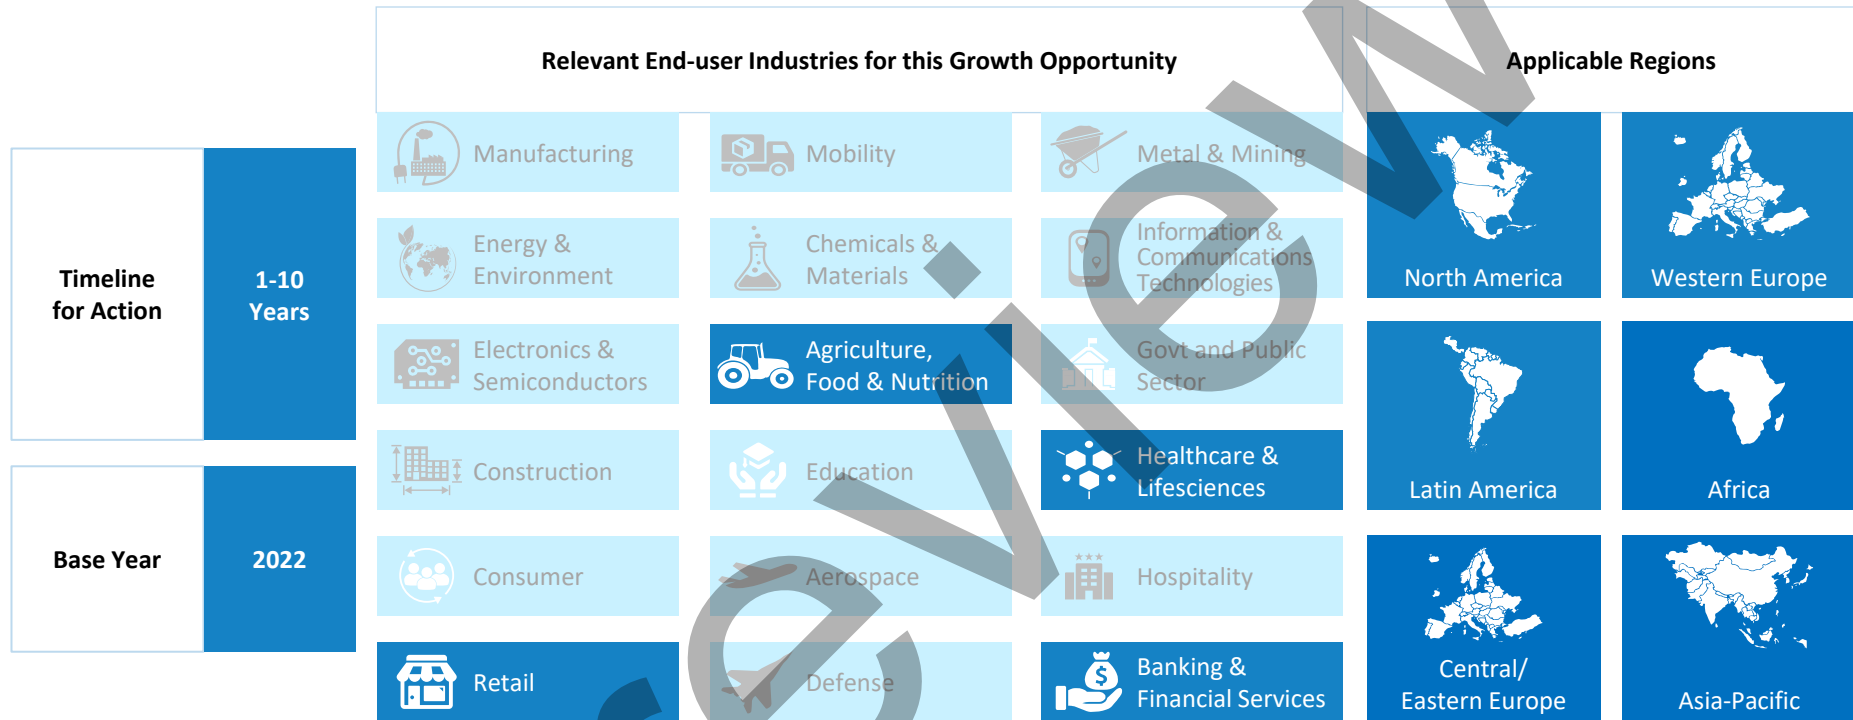 Relevant End-user Industries for this Growth Opportunity
Applicable Regions
Timeline
for Action
1-10
Years
Base Year
2022
Manufacturing
Mobility
Metal & Mining
Energy &
Environment
Chemicals &
Materials
Information &
Communications
Technologies
Electronics &
Semiconductors
Agriculture,
Food & Nutrition
Govt and Public
Sector
Construction
Education
Healthcare &
Lifesciences
Consumer
Aerospace
Hospitality
Retail
Defense
Banking &
Financial Services
North America
Western Europe
Latin America
Africa
Central/
Eastern Europe
Asia-Pacific
eview